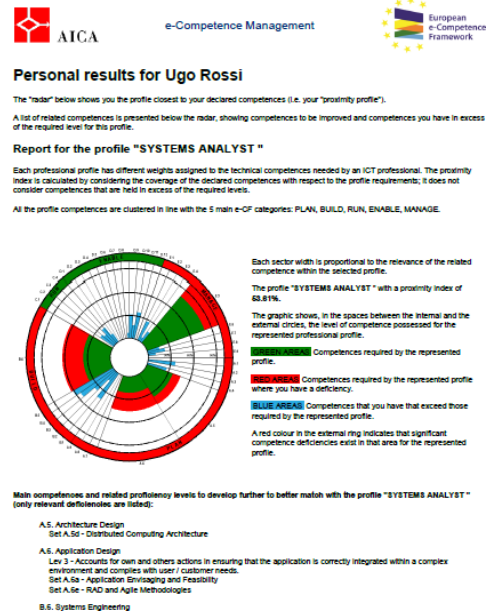 AICA
e-Competence Management
European
e-Competence
Framework
Personal results for Ugo Rossi
The "radar" below shows you the profile closest to your declared competences (i.e. your "proximity profile").
A list of related competences is presented below the radar, showing competences to be improved and competences you have in excess
of the required level for this profile.
Report for the profile "SYSTEMS ANALYST "
Each professional profile has different weights assigned to the technical competences needed by an ICT professional. The proximity
index is calculated by considering the coverage of the declared competences with respect to the profile requirements; it does not
consider competences that are held in excess of the required levels.
All the profile competences are clustered in line with the 5 main e-CF categories: PLAN, BUILD, RUN, ENABLE, MANAGE.
Each sector width is proportional to the relevance of the related
competence within the selected profile.
The profile "SYSTEMS ANALYST " with a proximity index of
53.61%.
The graphic shows, in the spaces between the internal and the
external circles, the level of competence possessed for the
represented professional profile.
GREEN AREAS Competences required by the represented
profile.
RED AREAS Competences required by the represented profile
where you have a deficiency.
BLUE AREAS Competences that you have that exceed those
required by the represented profile.
A red colour in the external ring indicates that significant
competence deficiencies exist in that area for the represented
profile.
Main competences and related proficiency levels to develop further to better match with the profile "SYSTEMS ANALYST "
(only relevant deficiencies are listed):
A.5. Architecture Design
Set A.5d - Distributed Computing Architecture
A.6. Application Design
Lev 3 - Accounts for own and others actions in ensuring that the application is correctly integrated within a complex
environment and complies with user / customer needs.
Set A.6a - Application Envisaging and Feasibility
Set A.6e - RAD and Agile Methodologies
B.6. Systems Engineering